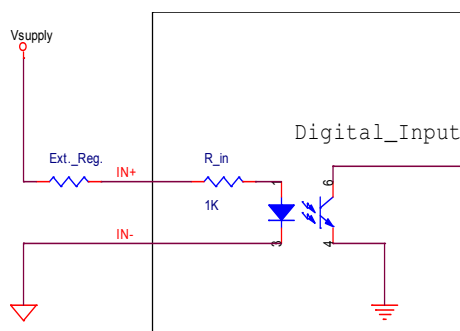 Vsupply
Digital_Input
Ext._Reg.
R_in
IN+
1
6
1K
IN-
3
4